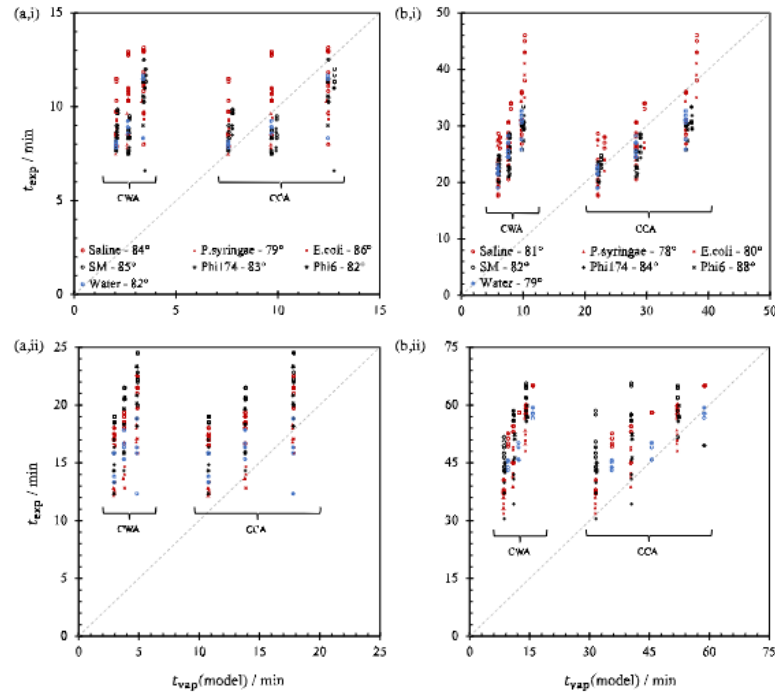 (a,i)
(b,i)
15
10
5
0
0
5
10
15
t_exp / min
CWA
CCA
Saline - 84°
P.syringae - 79°
E.coli - 86°
SM - 85°
Phi174 - 83°
Phi6 - 82°
Water - 82°
50
40
30
20
10
0
0
10
20
30
40
50
CWA
CCA
Saline - 81°
P.syringae - 78°
E.coli - 80°
SM - 82°
Phi174 - 84°
Phi6 - 88°
Water - 79°
(a,ii)
(b,ii)
25
20
15
10
5
0
0
5
10
15
20
25
t_exp / min
CWA
CCA
t_vap(model) / min
75
60
45
30
15
0
0
15
30
45
60
75
CWA
CCA
t_vap(model) / min